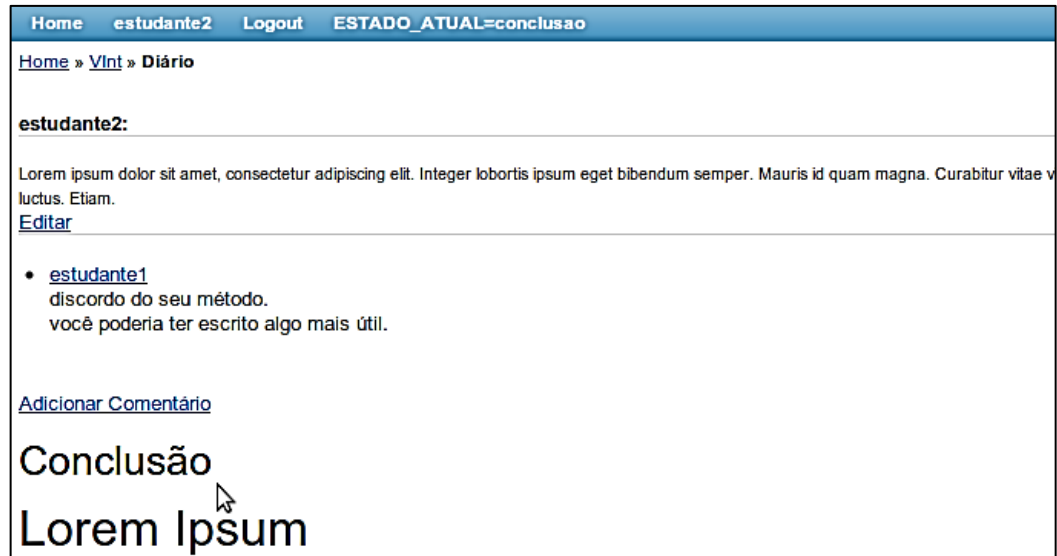 Home estudante2 Logout ESTADO_ATUAL=conclusao
Home » VInt » Diário
estudante2:
Lorem ipsum dolor sit amet, consectetur adipiscing elit. Integer lobortis ipsum eget bibendum semper. Mauris id quam magna. Curabitur vitae v
luctus. Etiam.
Editar
• estudante1
discordo do seu método.
você poderia ter escrito algo mais útil.
Adicionar Comentário
Conclusão
Lorem Ipsum